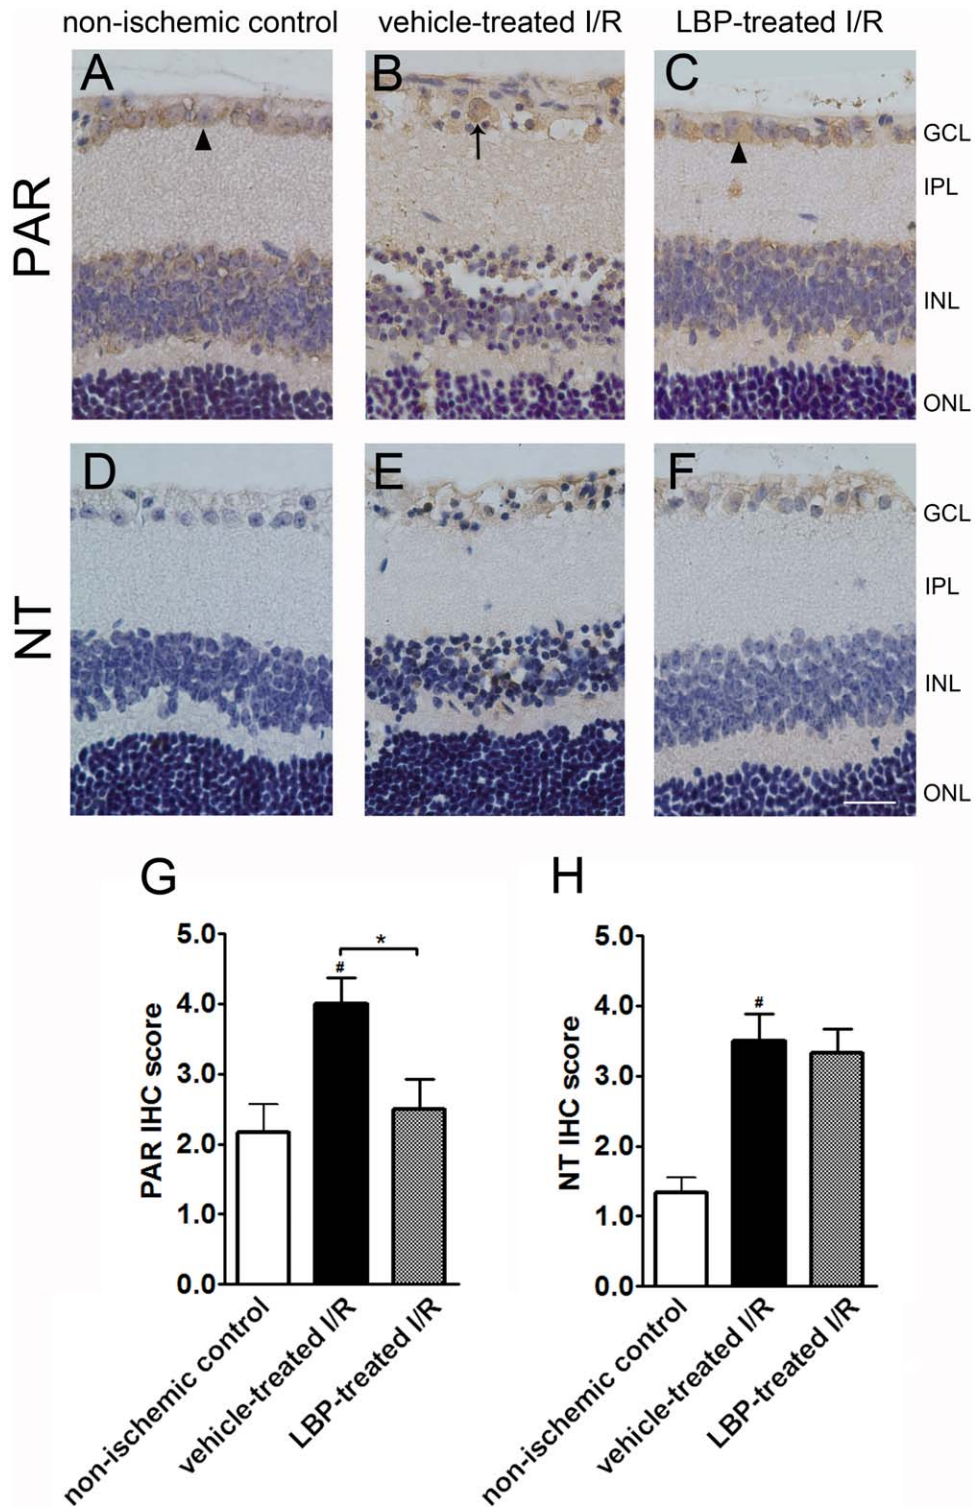 non-ischemic control vehicle-treated I/R LBP-treated I/R
A B C
PAR
GCL
IPL
INL
ONL
D E F
NT
GCL
IPL
INL
ONL
G H
PAR IHC score
5.0
4.0
3.0
2.0
1.0
0.0
*
#
non-ischemic control
vehicle-treated I/R
LBP-treated I/R
NT IHC score
5.0
4.0
3.0
2.0
1.0
0.0
#
non-ischemic control
vehicle-treated I/R
LBP-treated I/R